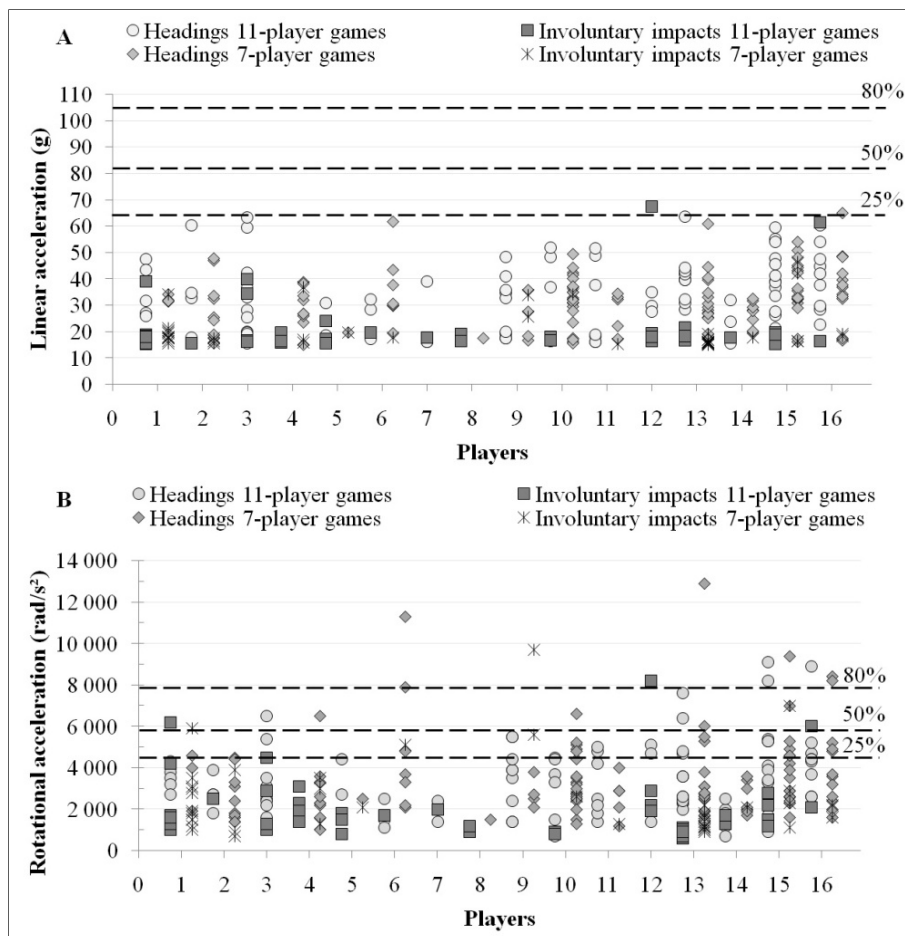 A
Headings 11-player games
Involuntary impacts 11-player games
Headings 7-player games
Involuntary impacts 7-player games
Linear acceleration (g)
110
100
90
80
70
60
50
40
30
20
10
0
80%
50%
25%
0 1 2 3 4 5 6 7 8 9 10 11 12 13 14 15 16
Players
B
Headings 11-player games
Involuntary impacts 11-player games
Headings 7-player games
Involuntary impacts 7-player games
Rotational acceleration (rad/s²)
14 000
12 000
10 000
8 000
6 000
4 000
2 000
0
80%
50%
25%
0 1 2 3 4 5 6 7 8 9 10 11 12 13 14 15 16
Players